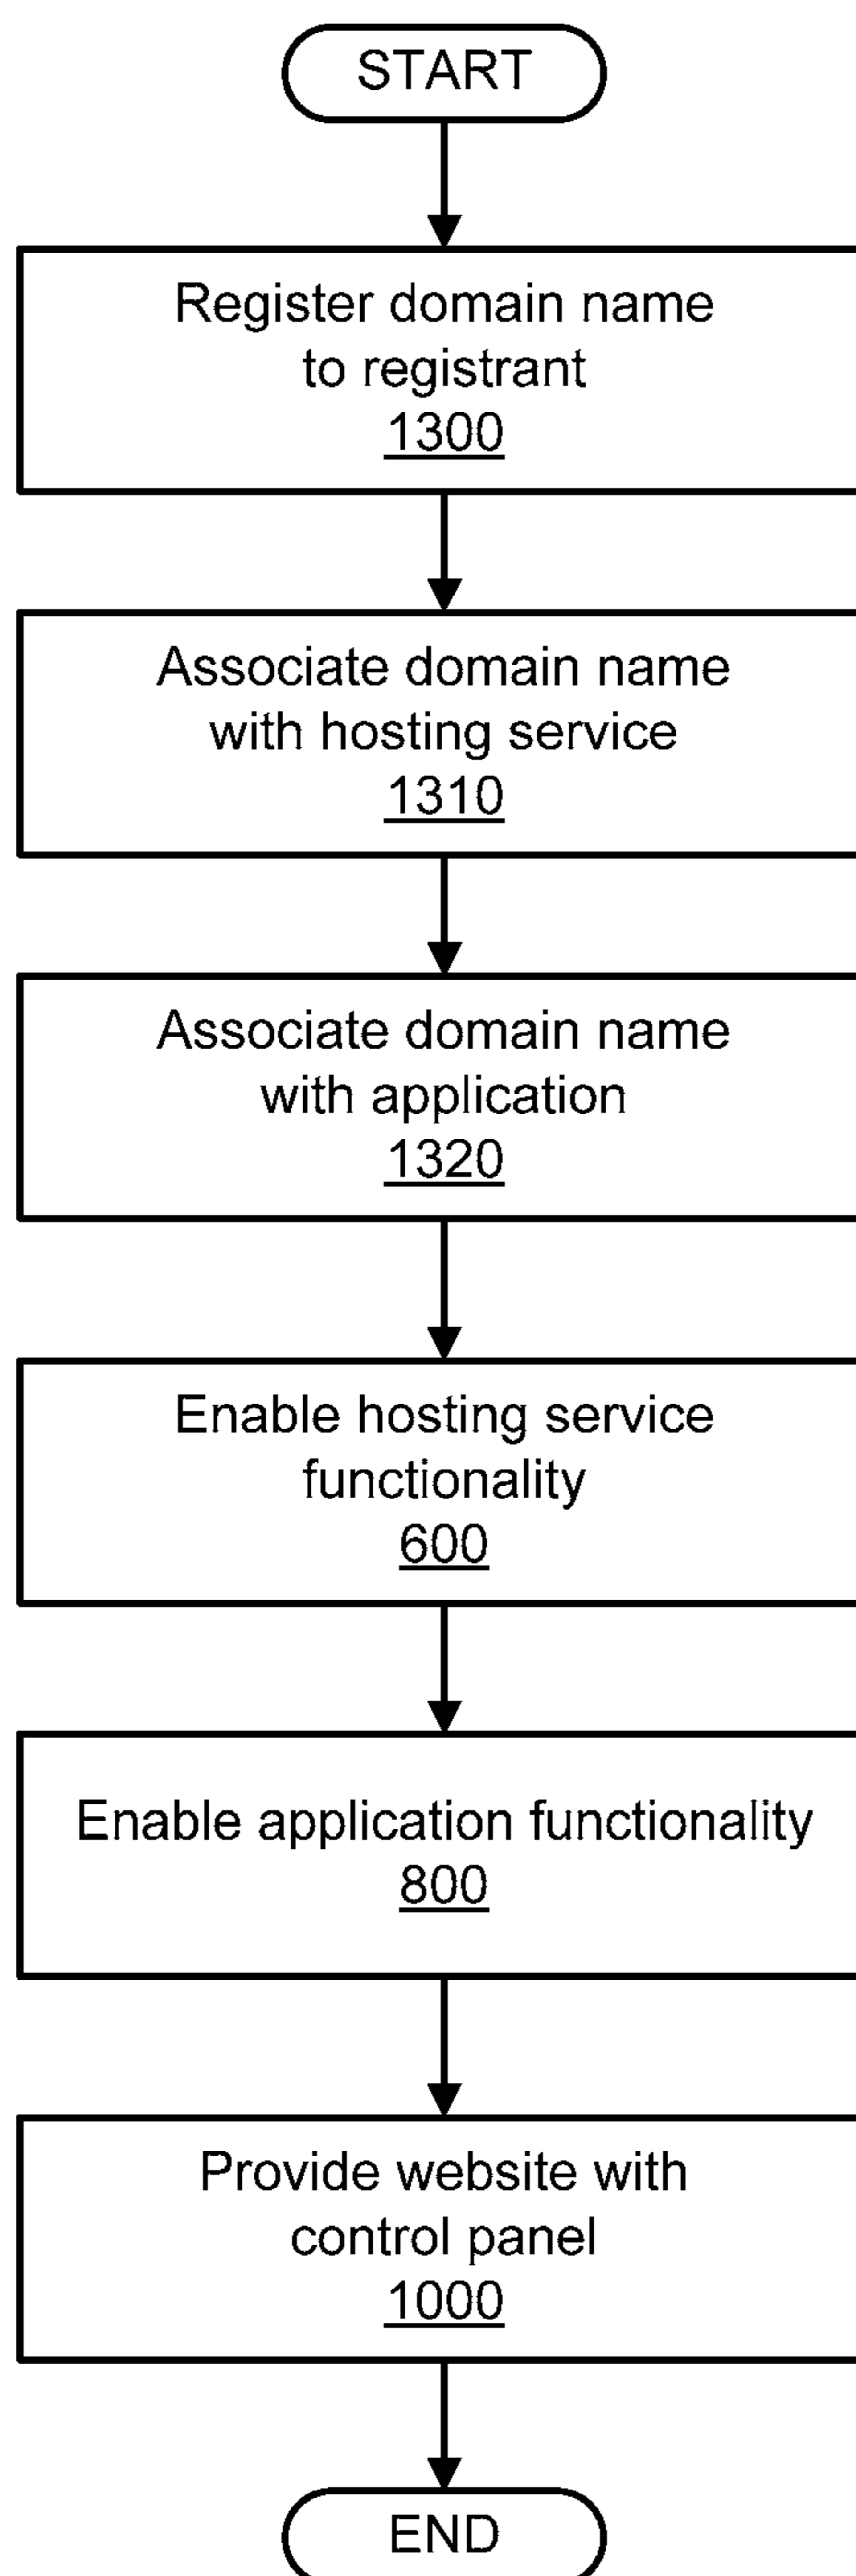 START
Register domain name
to registrant
1300
Associate domain name
with hosting service
1310
Associate domain name
with application
1320
Enable hosting service
functionality
600
Enable application functionality
800
Provide website with
control panel
1000
END